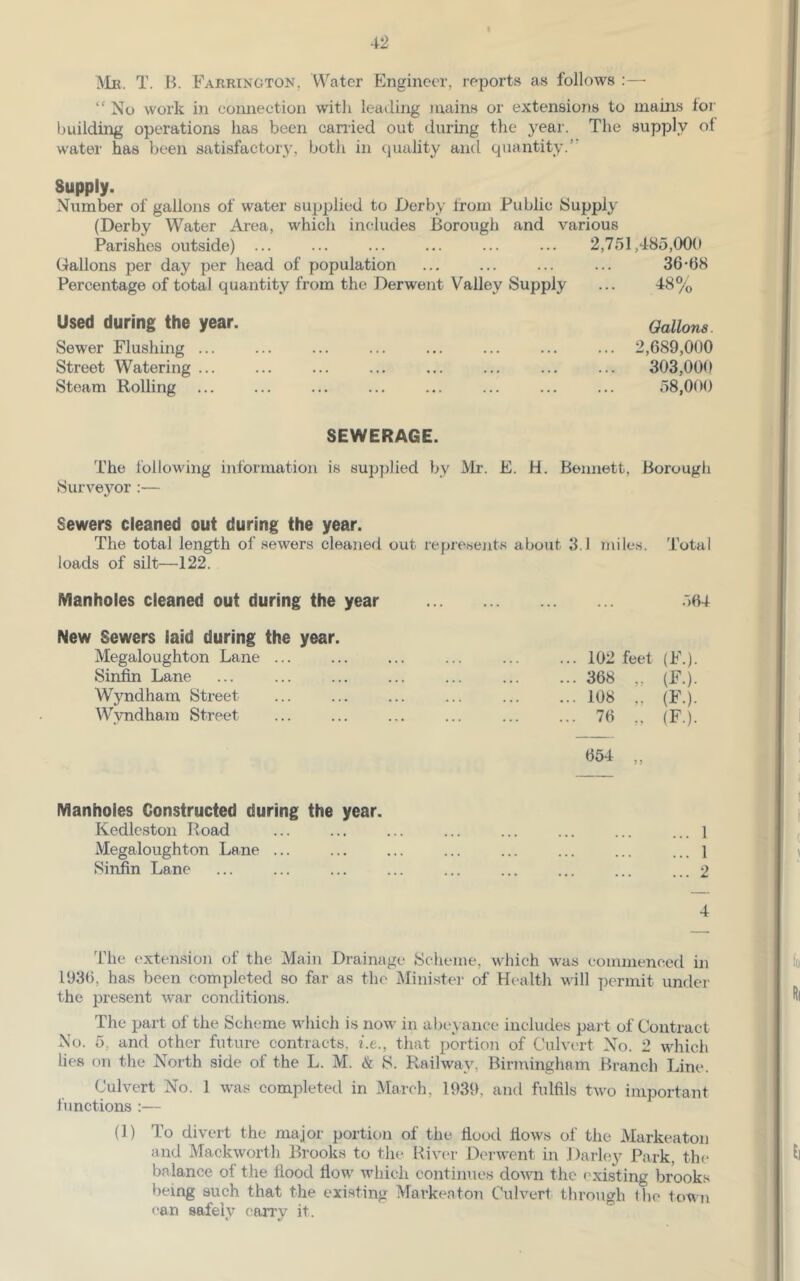 42
Mr. T. B. Farrington, Water Engineer, reports as follows :—
“ No work in connection with leading mains or extensions to mains for
building operations has been carried out during the year. The supply of
water has been satisfactory, both in quality and quantity.”
Supply.
Number of gallons of water supplied to Derby from Public Supply
(Derby Water Area, which includes Borough and various
Parishes outside) ... ... ... ... ... ... 2,751,485,000
Gallons per day per head of population ... ... ... ... 36·68
Percentage of total quantity from the Derwent Valley Supply ... 48%
Used during the year. Gallons.
Sewer Flushing ... ... ... ... ... ... ... ... 2,689,000
Street Watering ... ... ... ... ... ... ... ... 303,000
Steam Rolling ... ... ... ... ... ... ... ... 58,000
SEWERAGE.
The following information is supplied by Mr. E. H. Bennett, Borough
Surveyor :—
Sewers cleaned out during the year.
The total length of sewers cleaned out represents about 3.1 miles. Total
loads of silt—122.
Manholes cleaned out during the year ... ... ... ... 564
New Sewers laid during the year.
Megaloughton Lane ... ... ... ... ... ... 102 feet (F.).
Sinfin Lane ... ... ... ... ... ... ... 368 ,, (F.).
Wyndham Street ... ... ... ... ... ... 108 ,, (F.).
Wyndham Street ... ... ... ... ... ... 76 ,, (F.).
654 ,,
Manholes Constructed during the year.
Kedleston Road ... ... ... ... ... ... ... ... 1
Megaloughton Lane ... ... ... ... ... ... ... ... 1
Sinfin Lane ... ... ... ... ... ... ... ... ... 2
4
The extension of the Main Drainage Scheme, which was commenced in
1936, has been completed so far as the Minister of Health will permit under
the present war conditions.
The part of the Scheme which is now in abeyance includes part of Contract
No. 5, and other future contracts, i.e., that portion of Culvert No. 2 which
lies on the North side of the L. M. & S. Railway, Birmingham Branch Line.
Culvert No. 1 was completed in March, 1939, and fulfils two important
functions :—
(1) To divert the major portion of the flood flows of the Markeaton
and Mackworth Brooks to the River Derwent in Darley Park, the
balance of the flood flow which continues down the existing brooks
being such that the existing Markeaton Culvert through the town
can safely carry it.